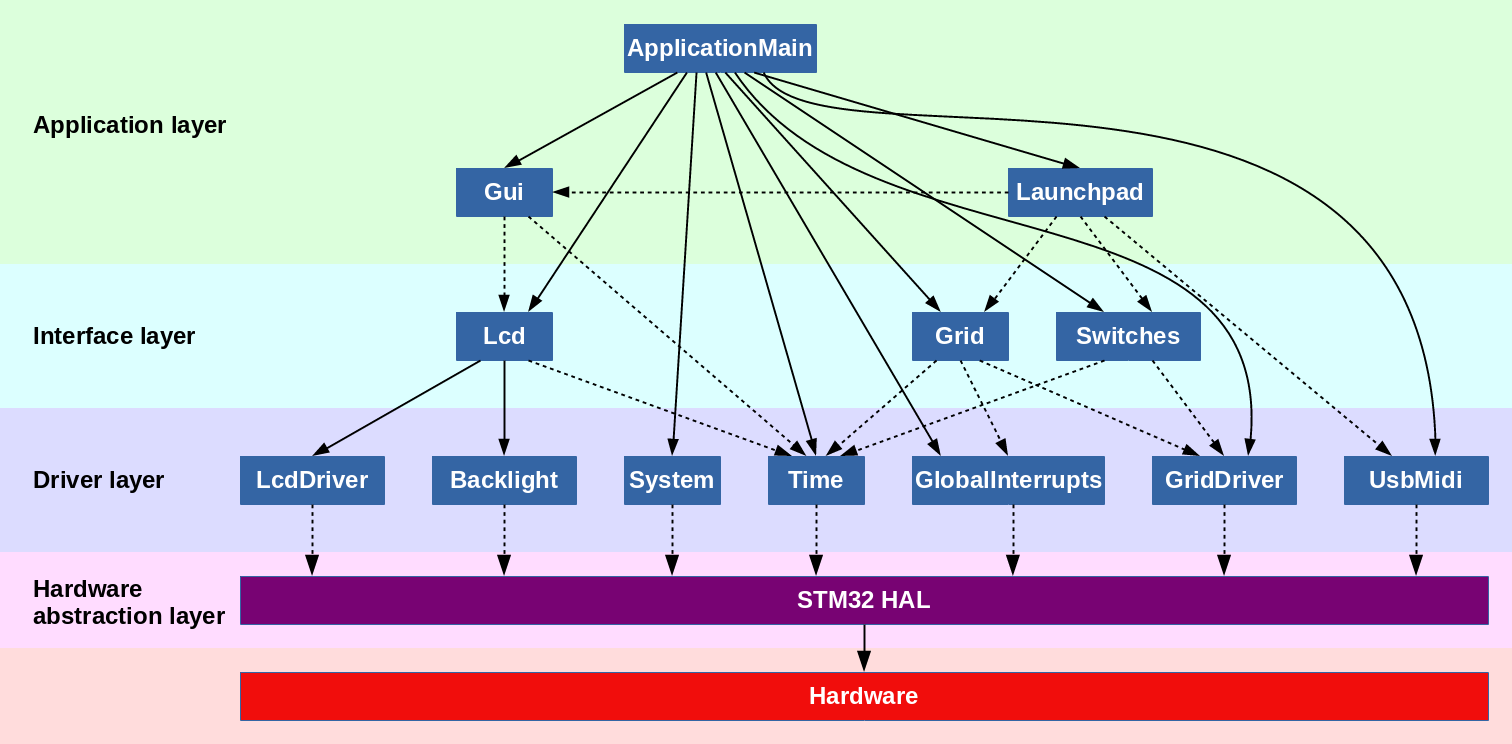 ApplicationMain
Application layer
Gui
Launchpad
Interface layer
Lcd
Grid
Switches
Driver layer
LcdDriver
Backlight
System
Time
GlobalInterrupts
GridDriver
UsbMidi
Hardware
abstraction layer
STM32 HAL
Hardware